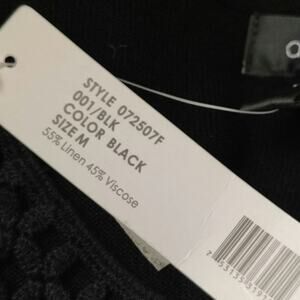 STYLE 072507F
001/BLK
COLOR BLACK
SIZE M
55% Linen 45% Viscose